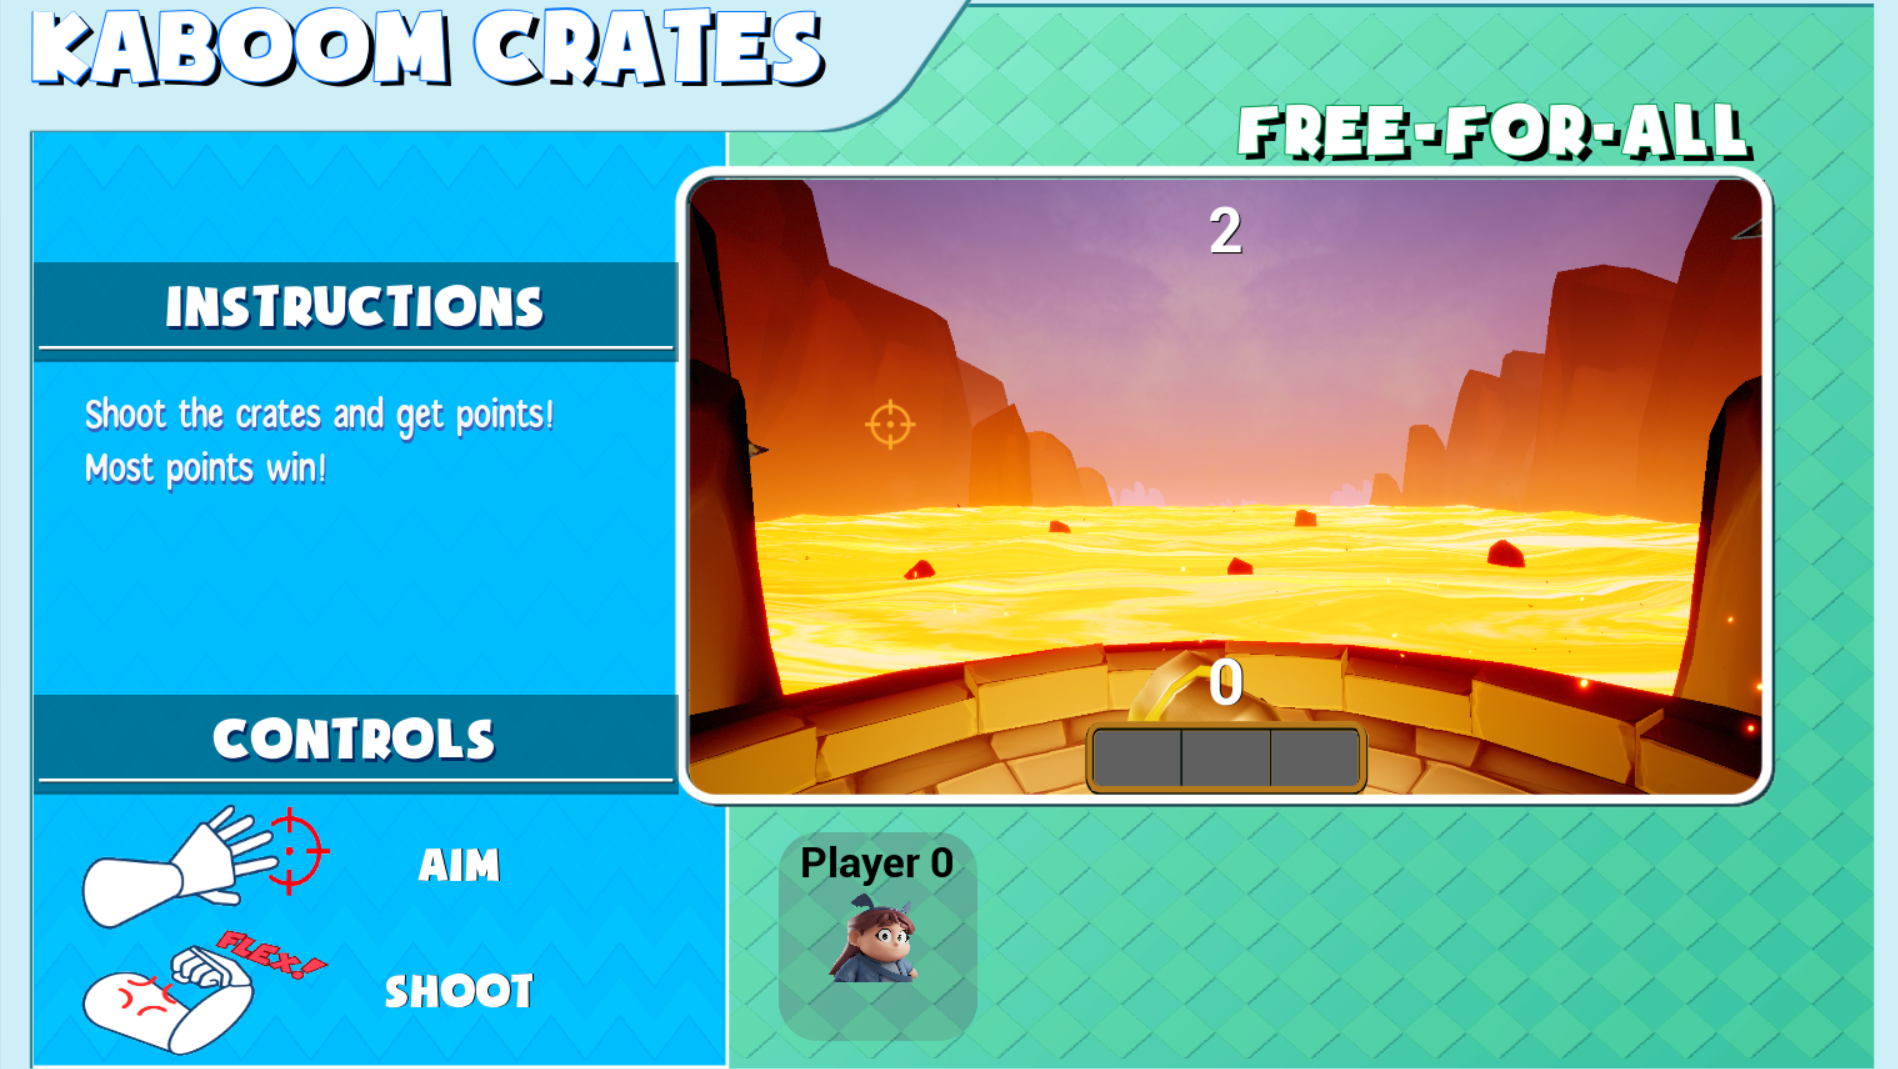 KABOOM CRATES
FREE-FOR-ALL
2
INSTRUCTIONS
Shoot the crates and get points!
Most points win!
0
CONTROLS
AIM
FLEX!
SHOOT
Player 0